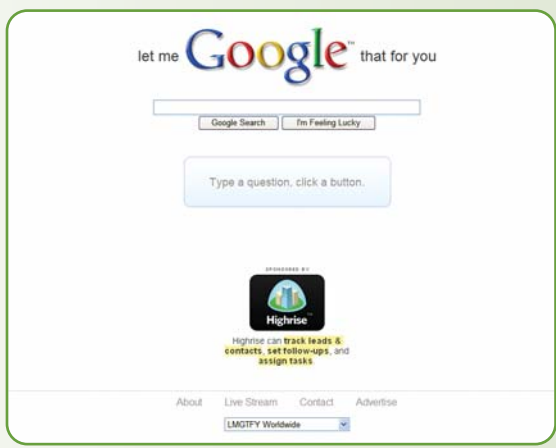 let me Google™ that for you
Google Search I'm Feeling Lucky
Type a question, click a button.
SPONSORED BY
Highrise™
Highrise can track leads &
contacts, set follow-ups, and
assign tasks.
About Live Stream Contact Advertise
LMGTFY Worldwide